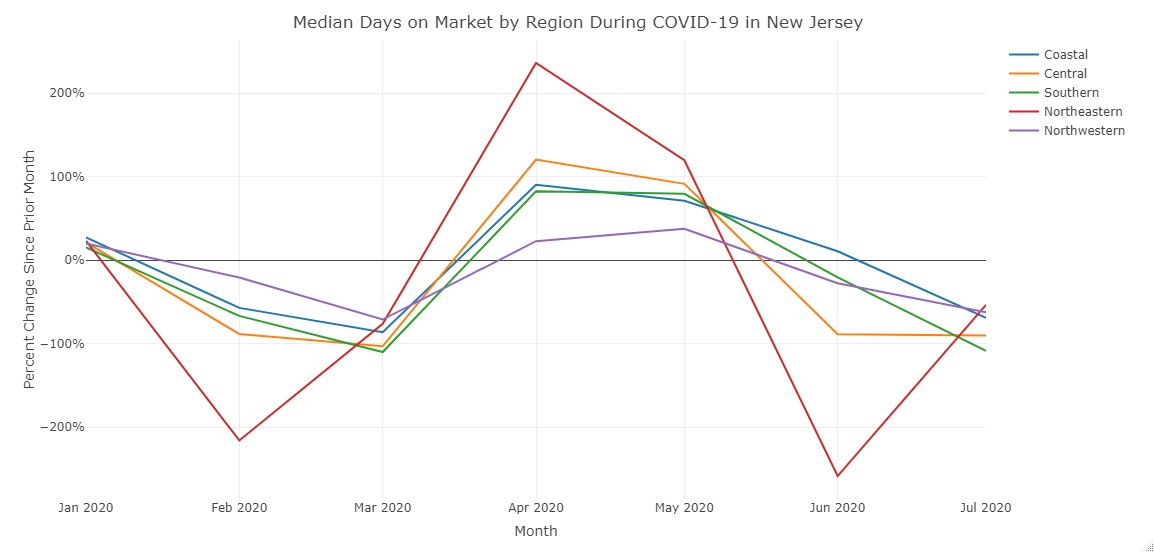 Median Days on Market by Region During COVID-19 in New Jersey
Coastal
Central
Southern
Northeastern
Northwestern
Percent Change Since Prior Month
200%
100%
0%
−100%
−200%
Jan 2020
Feb 2020
Mar 2020
Apr 2020
May 2020
Jun 2020
Jul 2020
Month